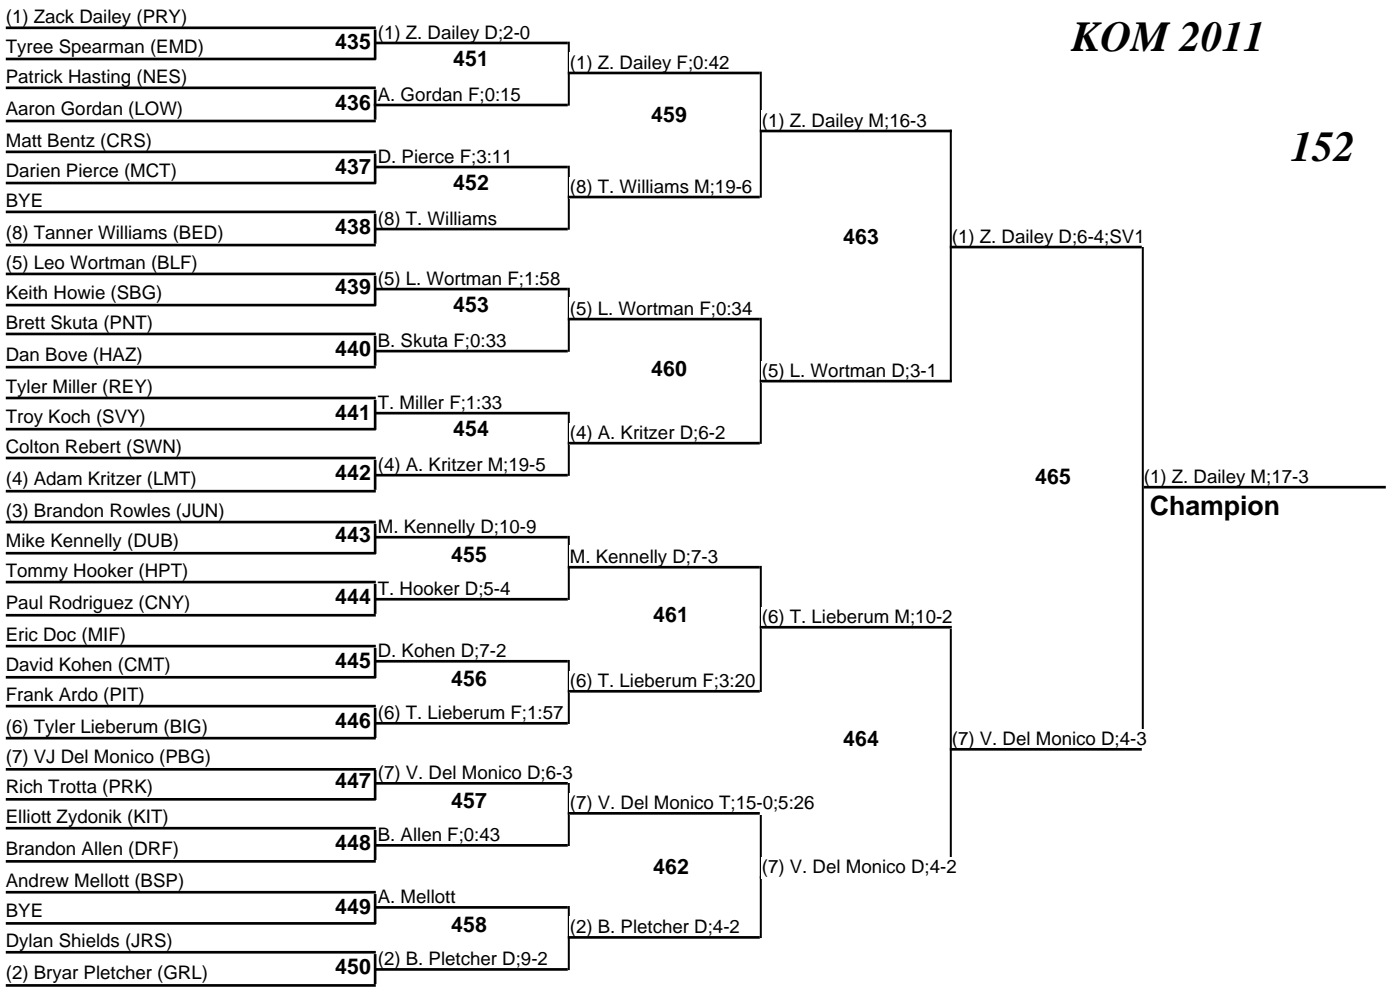 KOM 2011
152
(1) Zack Dailey (PRY)
Tyree Spearman (EMD)
Patrick Hasting (NES)
Aaron Gordan (LOW)
Matt Bentz (CRS)
Darien Pierce (MCT)
BYE
(8) Tanner Williams (BED)
(5) Leo Wortman (BLF)
Keith Howie (SBG)
Brett Skuta (PNT)
Dan Bove (HAZ)
Tyler Miller (REY)
Troy Koch (SVY)
Colton Rebert (SWN)
(4) Adam Kritzer (LMT)
(3) Brandon Rowles (JUN)
Mike Kennelly (DUB)
Tommy Hooker (HPT)
Paul Rodriguez (CNY)
Eric Doc (MIF)
David Kohen (CMT)
Frank Ardo (PIT)
(6) Tyler Lieberum (BIG)
(7) VJ Del Monico (PBG)
Rich Trotta (PRK)
Elliott Zydonik (KIT)
Brandon Allen (DRF)
Andrew Mellott (BSP)
BYE
Dylan Shields (JRS)
(2) Bryar Pletcher (GRL)
435
436
437
438
439
440
441
442
443
444
445
446
447
448
449
450
(1) Z. Dailey D;2-0
A. Gordan F;0:15
D. Pierce F;3:11
(8) T. Williams
(5) L. Wortman F;1:58
B. Skuta F;0:33
T. Miller F;1:33
(4) A. Kritzer M;19-5
M. Kennelly D;10-9
T. Hooker D;5-4
D. Kohen D;7-2
(6) T. Lieberum F;1:57
(7) V. Del Monico D;6-3
B. Allen F;0:43
A. Mellott
(2) B. Pletcher D;9-2
451
452
453
454
455
456
457
458
(1) Z. Dailey F;0:42
(8) T. Williams M;19-6
(5) L. Wortman F;0:34
(4) A. Kritzer D;6-2
M. Kennelly D;7-3
(6) T. Lieberum F;3:20
(7) V. Del Monico T;15-0;5:26
(2) B. Pletcher D;4-2
459
460
461
462
(1) Z. Dailey M;16-3
(5) L. Wortman D;3-1
(6) T. Lieberum M;10-2
(7) V. Del Monico D;4-2
463
464
(1) Z. Dailey D;6-4;SV1
(7) V. Del Monico D;4-3
465
(1) Z. Dailey M;17-3
Champion